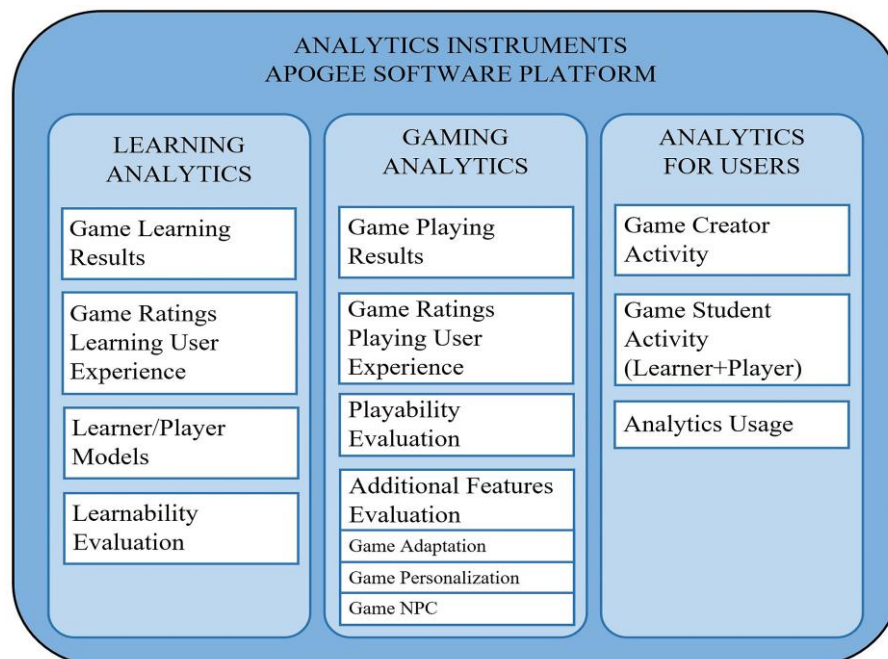 ANALYTICS INSTRUMENTS
APOGEE SOFTWARE PLATFORM
LEARNING
ANALYTICS
Game Learning
Results
Game Ratings
Learning User
Experience
Learner/Player
Models
Learnability
Evaluation
GAMING
ANALYTICS
Game Playing
Results
Game Ratings
Playing User
Experience
Playability
Evaluation
Additional Features
Evaluation
Game Adaptation
Game Personalization
Game NPC
ANALYTICS
FOR USERS
Game Creator
Activity
Game Student
Activity
(Learner+Player)
Analytics Usage